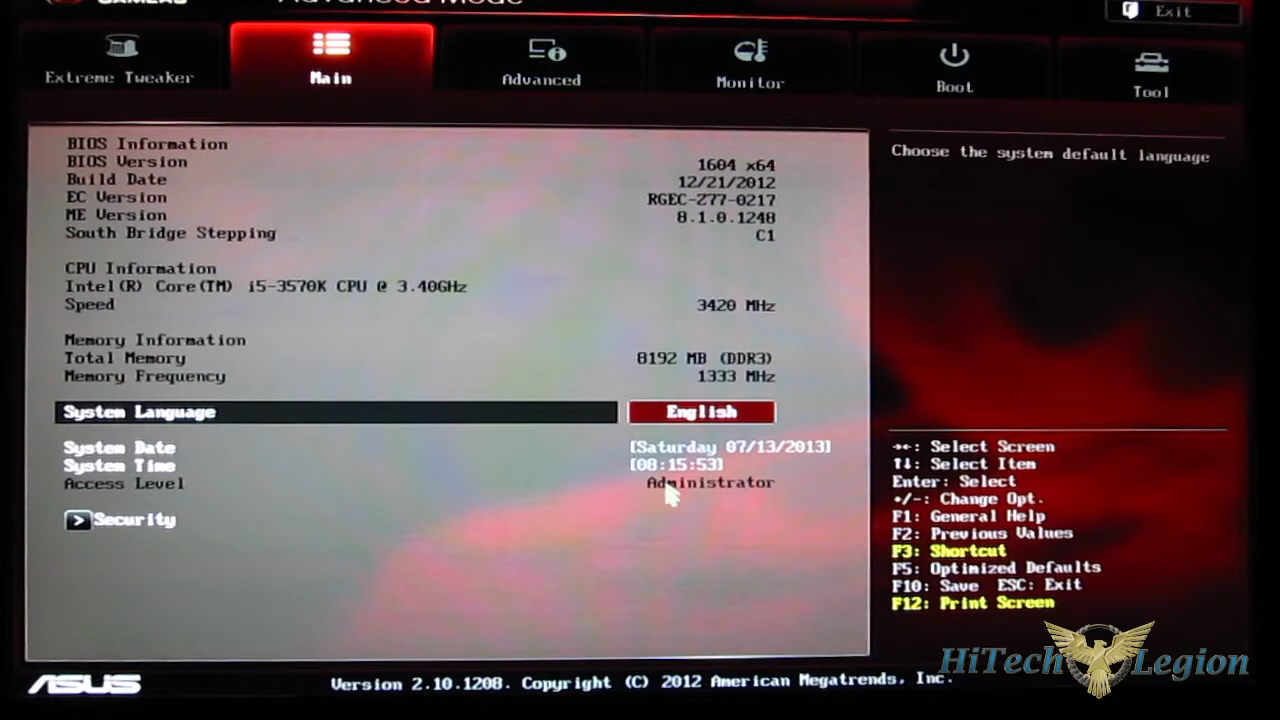 GAMERS
Advanced Mode
Exit
Extreme Tweaker
Main
Advanced
Monitor
Boot
Tool
BIOS Information
BIOS Version 1604 x64
Build Date 12/21/2012
EC Version RGEC-Z77-0217
ME Version 8.1.0.1248
South Bridge Stepping C1
CPU Information
Intel(R) Core(TM) i5-3570K CPU @ 3.40GHz
Speed 3420 MHz
Memory Information
Total Memory 8192 MB (DDR3)
Memory Frequency 1333 MHz
System Language English
System Date [Saturday 07/13/2013]
System Time [08:15:53]
Access Level Administrator
> Security
Choose the system default language
→←: Select Screen
↑↓: Select Item
Enter: Select
+/-: Change Opt.
F1: General Help
F2: Previous Values
F3: Shortcut
F5: Optimized Defaults
F10: Save ESC: Exit
F12: Print Screen
ASUS
Version 2.10.1208. Copyright (C) 2012 American Megatrends, Inc.
HiTech Legion